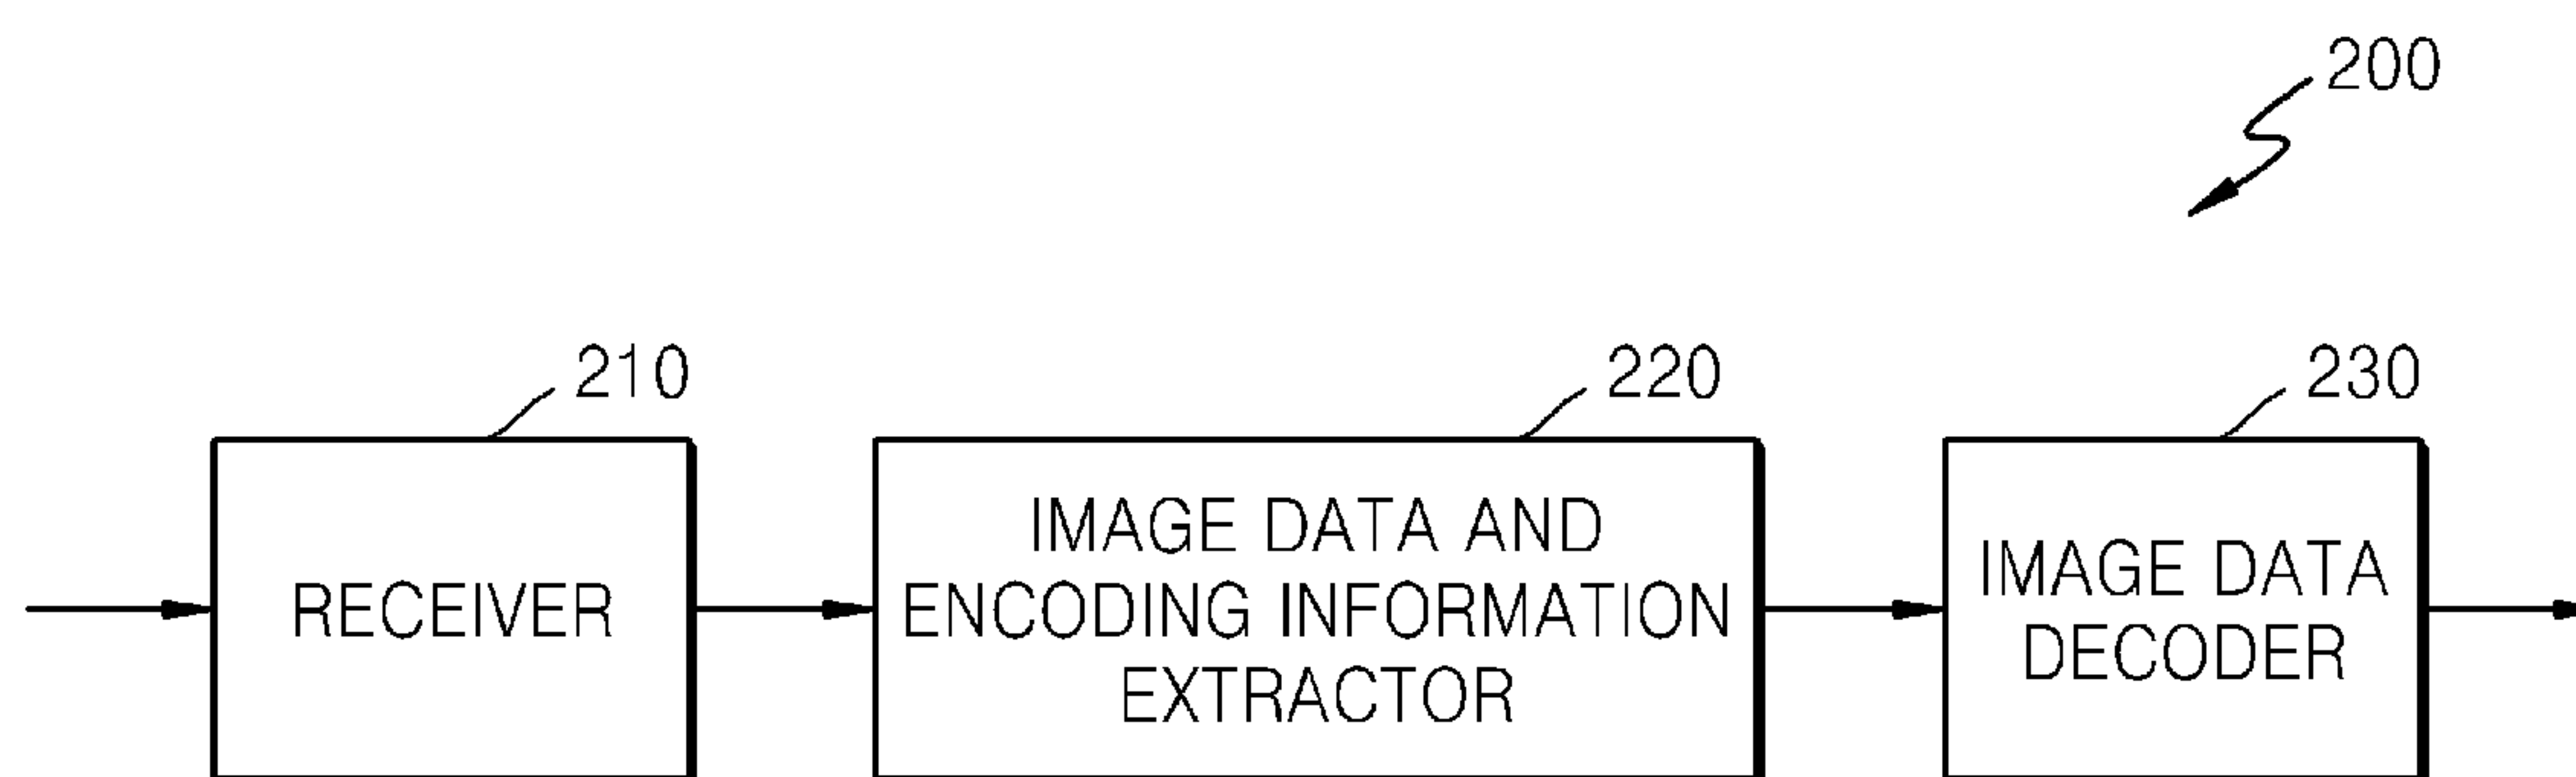 200
210
220
230
RECEIVER
IMAGE DATA AND
ENCODING INFORMATION
EXTRACTOR
IMAGE DATA
DECODER